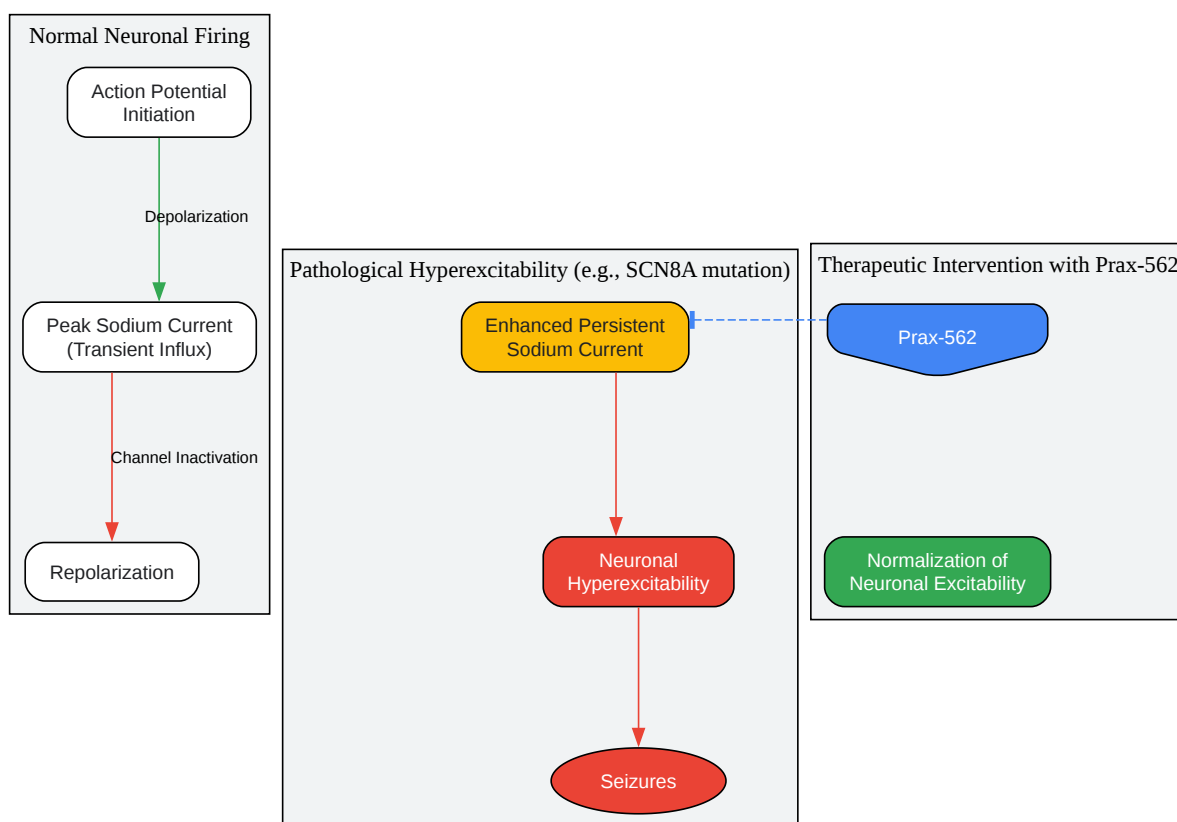 Normal Neuronal Firing
Action Potential
Initiation
Depolarization
Peak Sodium Current
(Transient Influx)
Channel Inactivation
Repolarization
Pathological Hyperexcitability (e.g., SCN8A mutation)
Enhanced Persistent
Sodium Current
Neuronal
Hyperexcitability
Seizures
Therapeutic Intervention with Prax-562
Prax-562
Normalization of
Neuronal Excitability